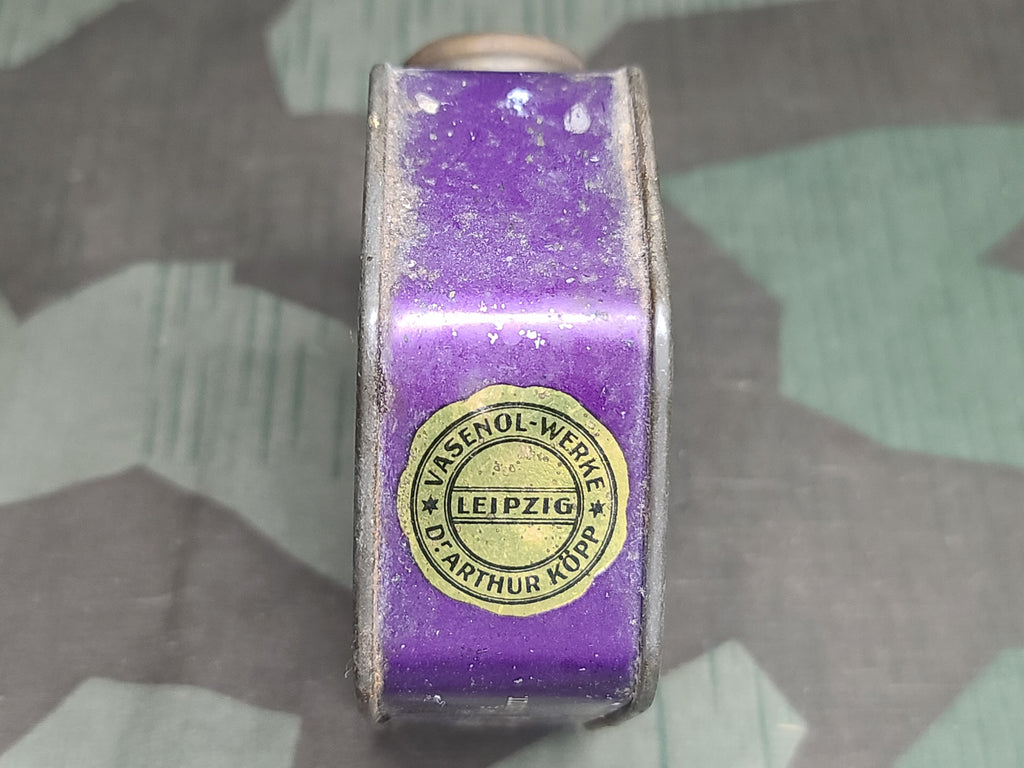 VASENOL-WERKE
LEIPZIG
Dr. ARTHUR KÖPP